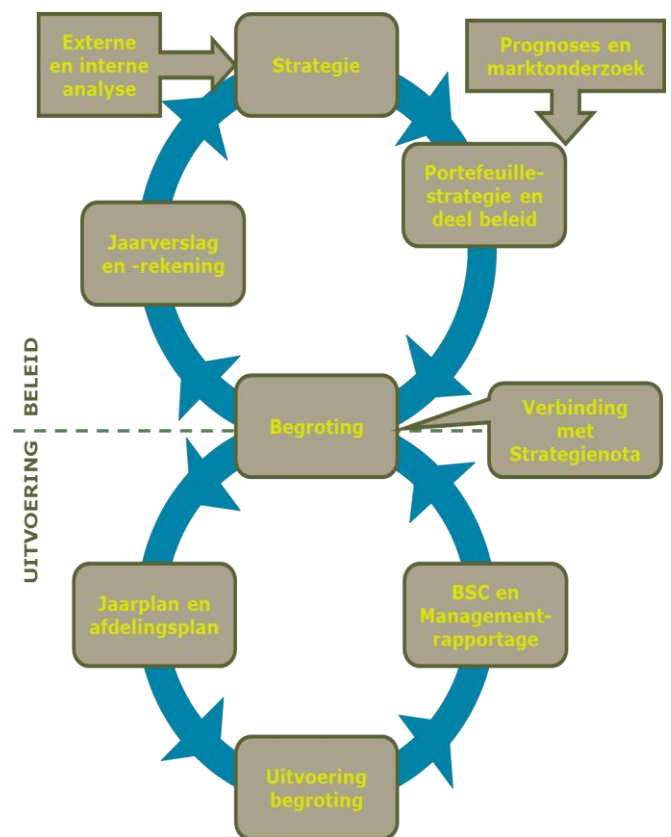 Externe
en interne
analyse
Strategie
Prognoses en
marktonderzoek
Portefeuille-
strategie en
deel beleid
Jaarverslag
en -rekening
BELEID
UITVOERING
Begroting
Verbinding
met
Strategienota
Jaarplan en
afdelingsplan
BSC en
Management-
rapportage
Uitvoering
begroting